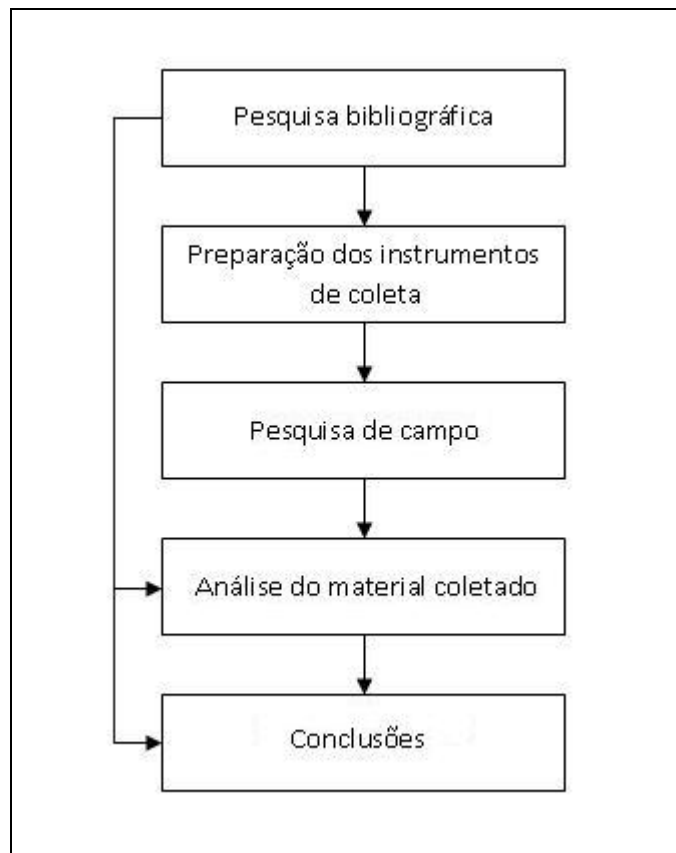 Pesquisa bibliográfica
Preparação dos instrumentos
de coleta
Pesquisa de campo
Análise do material coletado
Conclusões